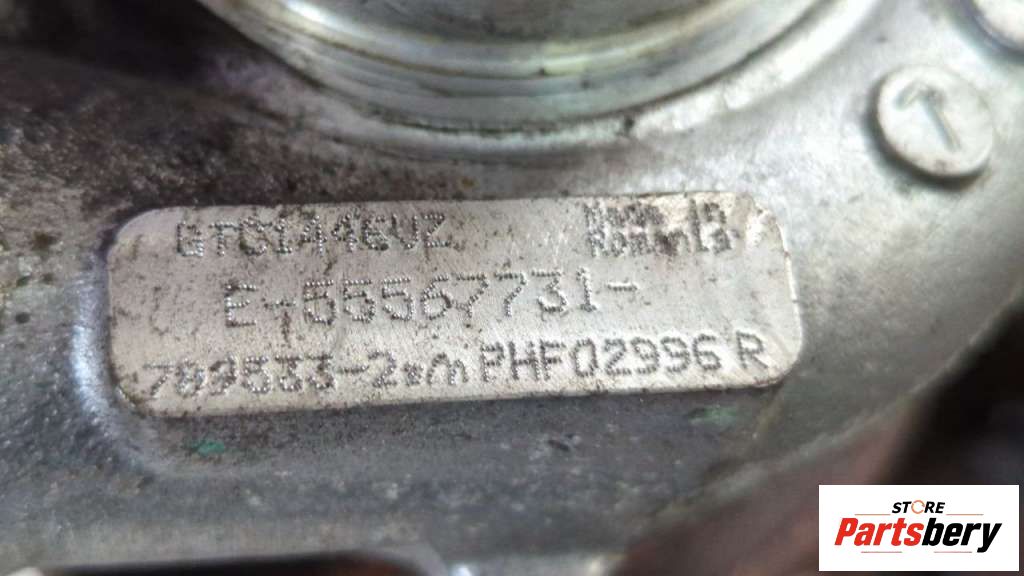 GTC1446VZ
Made in
Romania
E-55567731-
789533-2
PHF02996 R
STORE
Partsbery